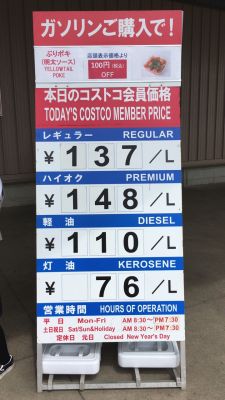 ガソリンご購入で!
ぶりポキ
(明太ソース)
YELLOWTAIL
POKE
店頭表示価格より
100円(税込)
OFF
本日のコストコ会員価格
TODAY'S COSTCO MEMBER PRICE
レギュラー REGULAR
¥ 137/L
ハイオク PREMIUM
¥ 148/L
軽油 DIESEL
¥ 110/L
灯油 KEROSENE
¥ 76/L
営業時間 HOURS OF OPERATION
平日 Mon-Fri AM 8:30~PM7:30
土日祝日 Sat/Sun&Holiday AM 8:30~PM7:30
定休日 元日 Closed New Year's Day